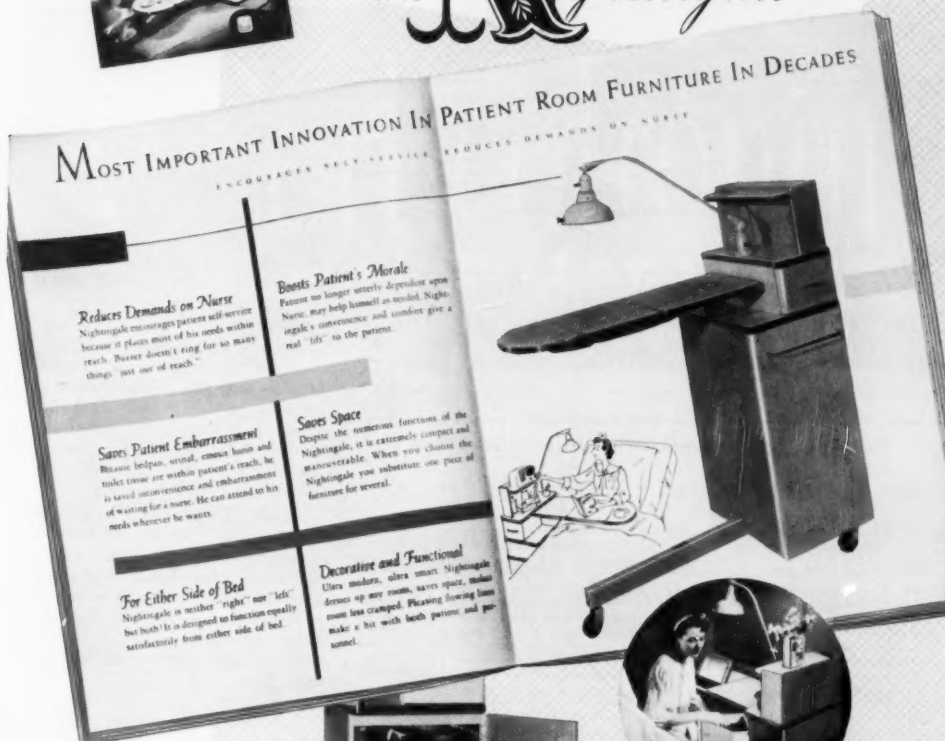 MOST IMPORTANT INNOVATION IN PATIENT ROOM FURNITURE IN DECADES
ENCOURAGES SELF-SERVICE, REDUCES DEMANDS ON NURSE
Reduces Demands on Nurse
Nightingale encourages patient self-service
because it places most of his needs within
reach. Buzzer doesn't ring for so many
things "just out of reach."
Boosts Patient's Morale
Patient no longer utterly dependent upon
Nurse, may help himself as needed. Night-
ingale's convenience and comfort give a
real "lift" to the patient.
Saves Patient Embarrassment
Because bedpan, urinal, emesis basin and
toilet tissue are within patient's reach, he
is saved inconvenience and embarrassment
of waiting for a nurse. He can attend to his
needs whenever he wants.
Saves Space
Despite the numerous functions of the
Nightingale, it is extremely compact and
maneuverable. When you choose the
Nightingale you substitute one piece of
furniture for several.
For Either Side of Bed
Nightingale is neither "right" nor "left"
but both! It is designed to function equally
satisfactorily from either side of bed.
Decorative and Functional
Ultra modern, ultra smart Nightingale
dresses up any room, saves space, makes
room less cramped. Pleasing flowing lines
make a hit with both patient and per-
sonnel.